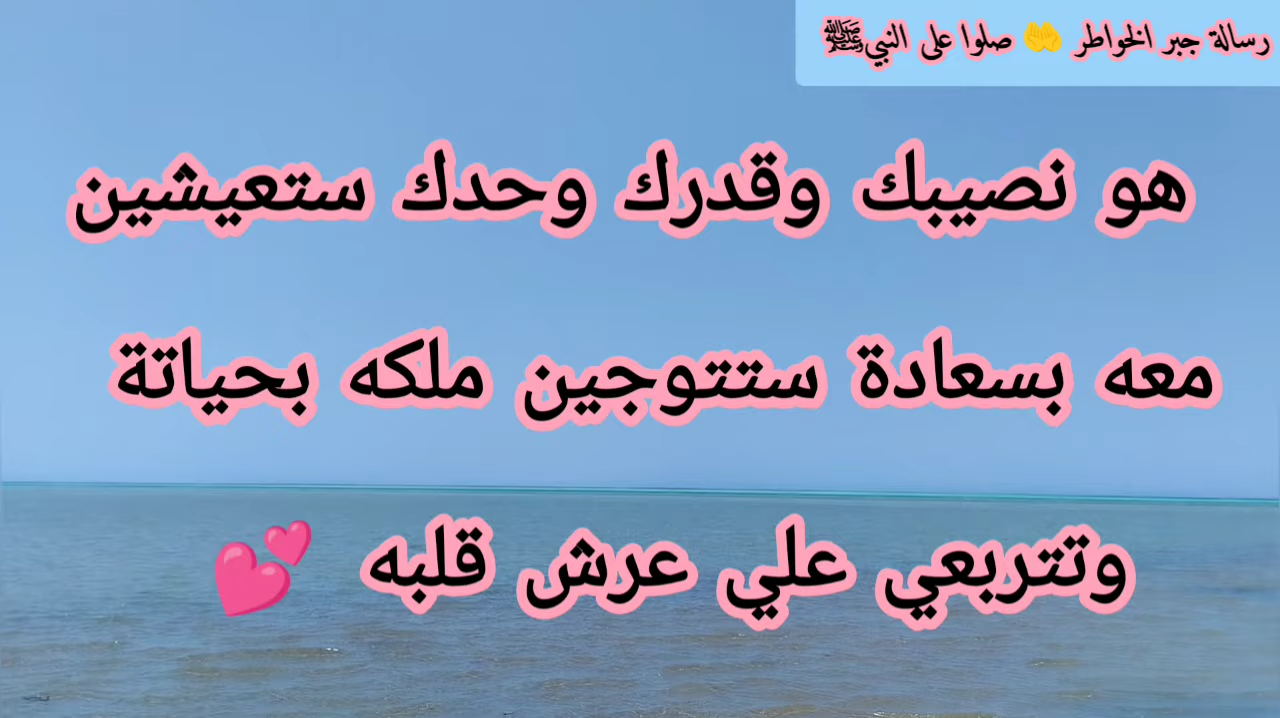 رسالة جبر الخواطر 🤲 صلوا على النبي ﷺ
هو نصيبك وقدرك وحدك ستعيشين
معه بسعادة ستتوجين ملكه بحياتة
وتتربعي علي عرش قلبه 💕